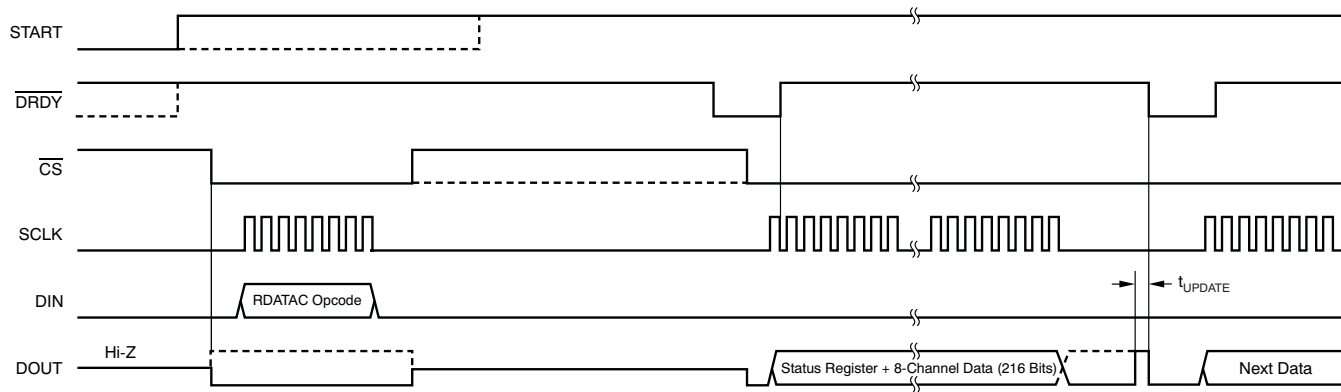 START
DRDY
CS
SCLK
DIN
RDATAC Opcode
tUPDATE
Hi-Z
DOUT
Status Register + 8-Channel Data (216 Bits)
Next Data